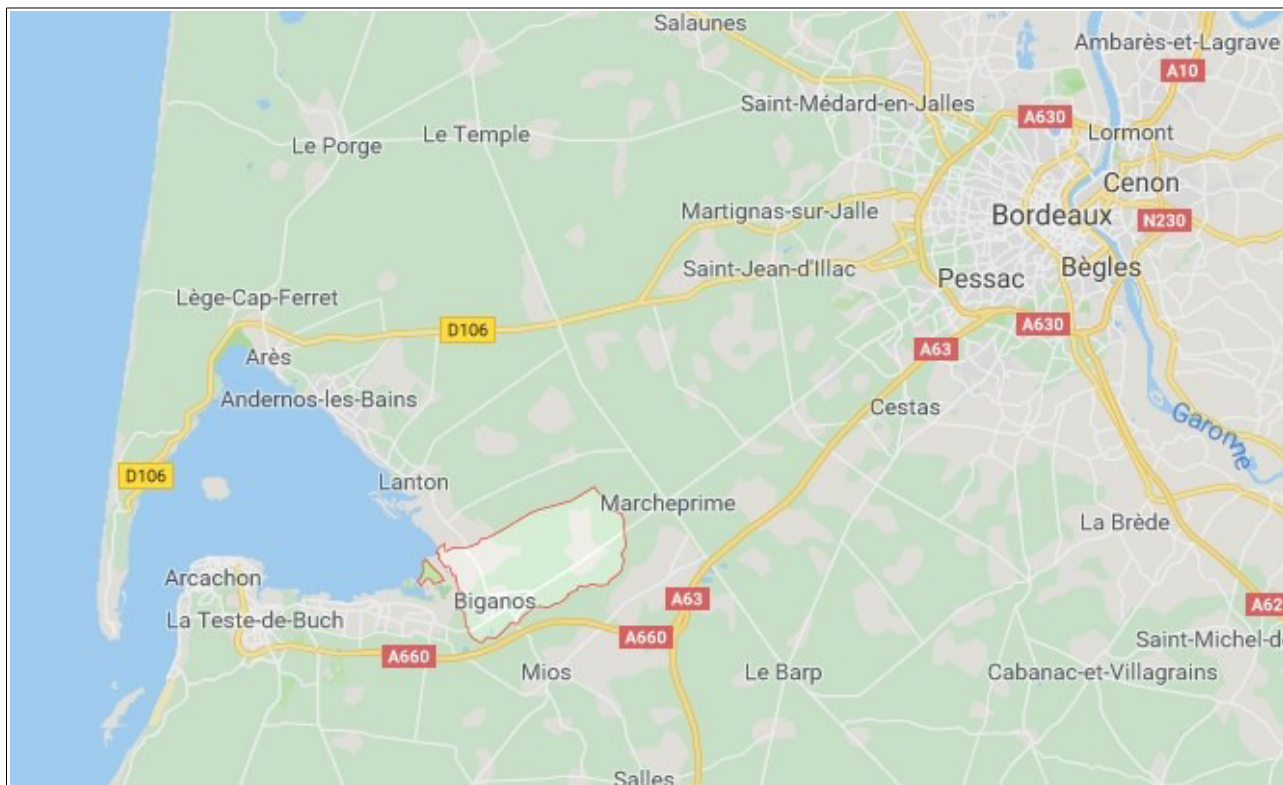 Salaunes
Ambarès-et-Lagrave
A10
Saint-Médard-en-Jalles
A630
Lormont
Le Temple
Le Porge
Cenon
Martignas-sur-Jalle
Bordeaux
N230
Saint-Jean-d'Illac
Bègles
Pessac
Lège-Cap-Ferret
D106
A630
A63
Arès
Andernos-les-Bains
Cestas
Garonne
D106
Lanton
Marcheprime
La Brède
Arcachon
Biganos
A63
A62
La Teste-de-Buch
A660
Saint-Michel-de-
A660
Mios
Le Barp
Cabanac-et-Villagrains
Salles